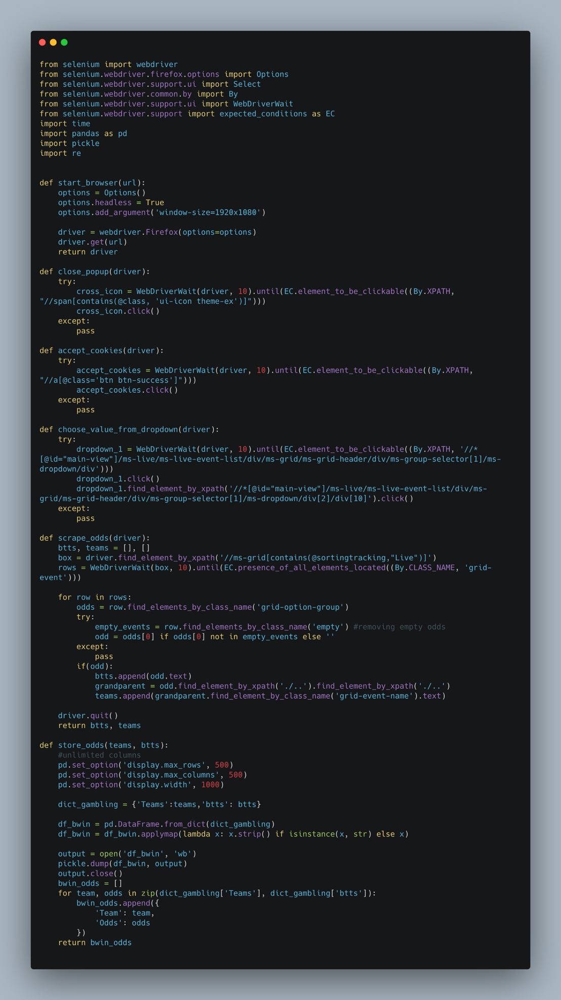 from selenium import webdriver
from selenium.webdriver.firefox.options import Options
from selenium.webdriver.support.ui import Select
from selenium.webdriver.common.by import By
from selenium.webdriver.support.ui import WebDriverWait
from selenium.webdriver.support import expected_conditions as EC
import time
import pandas as pd
import pickle
import re


def start_browser(url):
    options = Options()
    options.headless = True
    options.add_argument('window-size=1920x1080')

    driver = webdriver.Firefox(options=options)
    driver.get(url)
    return driver

def close_popup(driver):
    try:
        cross_icon = WebDriverWait(driver, 10).until(EC.element_to_be_clickable((By.XPATH,
"//span[contains(@class, 'ui-icon theme-ex')]")))
        cross_icon.click()
    except:
        pass

def accept_cookies(driver):
    try:
        accept_cookies = WebDriverWait(driver, 10).until(EC.element_to_be_clickable((By.XPATH,
"//a[@class='btn btn-success']")))
        accept_cookies.click()
    except:
        pass

def choose_value_from_dropdown(driver):
    try:
        dropdown_1 = WebDriverWait(driver, 10).until(EC.element_to_be_clickable((By.XPATH, '//*
[@id="main-view"]/ms-live/ms-live-event-list/div/ms-grid/ms-grid-header/div/ms-group-selector[1]/ms-
dropdown/div')))
        dropdown_1.click()
        dropdown_1.find_element_by_xpath('//*[@id="main-view"]/ms-live/ms-live-event-list/div/ms-
grid/ms-grid-header/div/ms-group-selector[1]/ms-dropdown/div[2]/div[10]').click()
    except:
        pass

def scrape_odds(driver):
    btts, teams = [], []
    box = driver.find_element_by_xpath('//ms-grid[contains(@sortingtracking,"Live")]')
    rows = WebDriverWait(box, 10).until(EC.presence_of_all_elements_located((By.CLASS_NAME, 'grid-
event')))

    for row in rows:
        odds = row.find_elements_by_class_name('grid-option-group')
        try:
            empty_events = row.find_elements_by_class_name('empty') #removing empty odds
            odd = odds[0] if odds[0] not in empty_events else ''
        except:
            pass
        if(odd):
            btts.append(odd.text)
            grandparent = odd.find_element_by_xpath('./..').find_element_by_xpath('./..')
            teams.append(grandparent.find_element_by_class_name('grid-event-name').text)

    driver.quit()
    return btts, teams

def store_odds(teams, btts):
    #unlimited columns
    pd.set_option('display.max_rows', 500)
    pd.set_option('display.max_columns', 500)
    pd.set_option('display.width', 1000)

    dict_gambling = {'Teams':teams,'btts': btts}

    df_bwin = pd.DataFrame.from_dict(dict_gambling)
    df_bwin = df_bwin.applymap(lambda x: x.strip() if isinstance(x, str) else x)

    output = open('df_bwin', 'wb')
    pickle.dump(df_bwin, output)
    output.close()
    bwin_odds = []
    for team, odds in zip(dict_gambling['Teams'], dict_gambling['btts']):
        bwin_odds.append({
            'Team': team,
            'Odds': odds
        })
    return bwin_odds